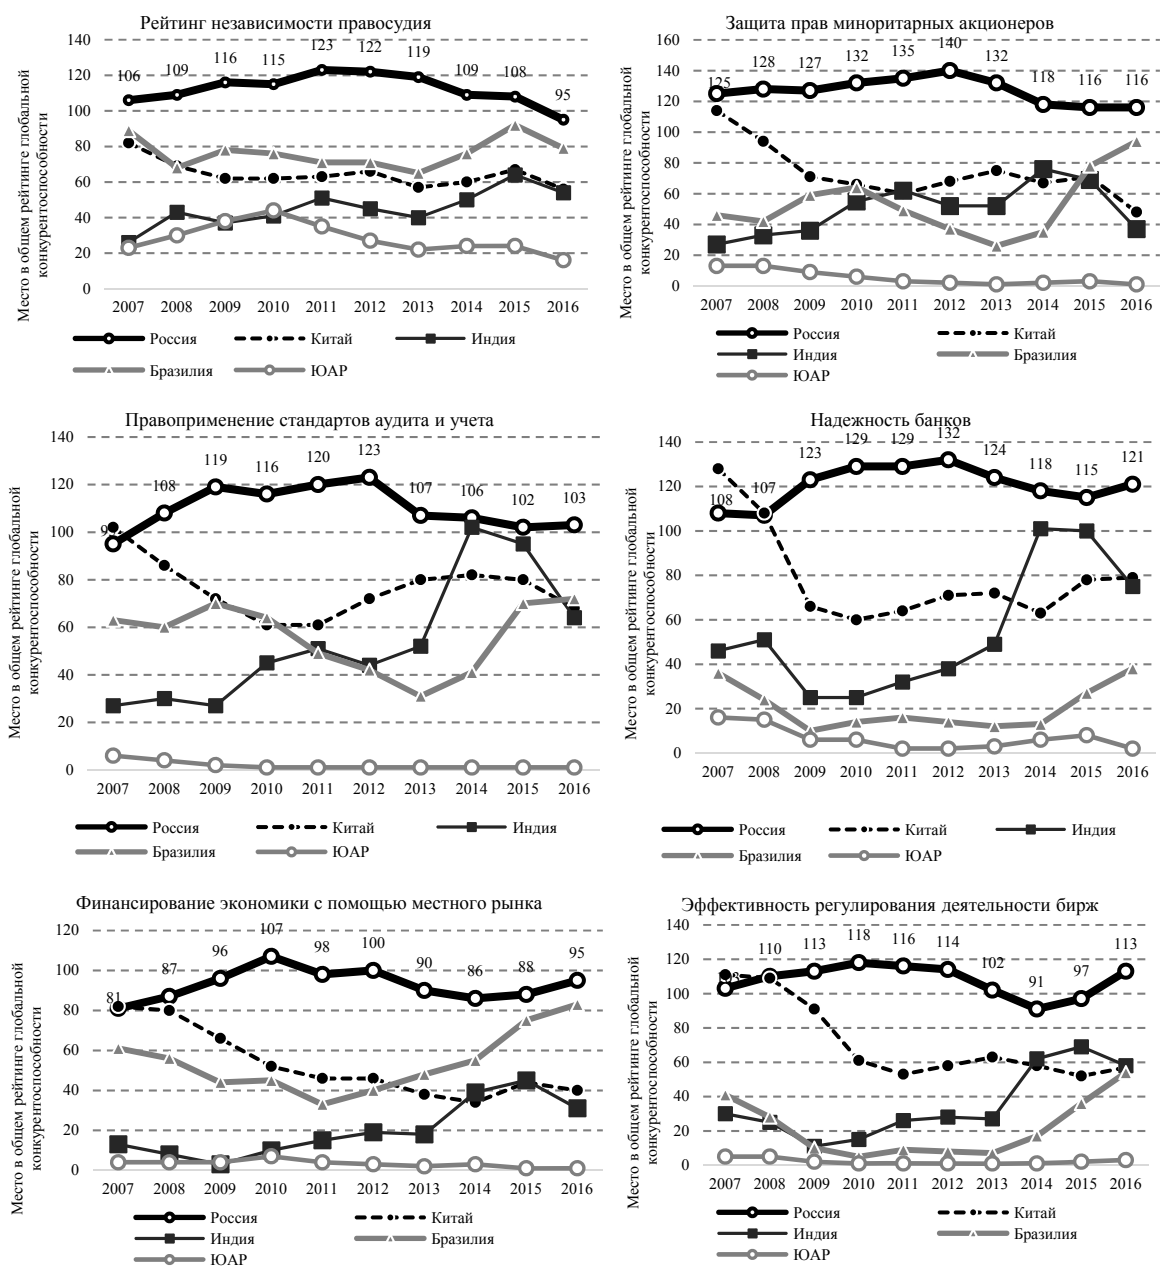 Рейтинг независимости правосудия
Место в общем рейтинге глобальной
конкурентоспособности
140
120
100
80
60
40
20
0
106 109 116 115 123 122 119 109 108 95
2007 2008 2009 2010 2011 2012 2013 2014 2015 2016
Россия Китай Индия
Бразилия ЮАР
Защита прав миноритарных акционеров
Место в общем рейтинге глобальной
конкурентоспособности
160
140
120
100
80
60
40
20
0
125 128 127 132 135 140 132 118 116 116
2007 2008 2009 2010 2011 2012 2013 2014 2015 2016
Россия Китай
Индия Бразилия
ЮАР
Правоприменение стандартов аудита и учета
Место в общем рейтинге глобальной
конкурентоспособности
140
120
100
80
60
40
20
0
108 119 116 120 123 107 106 102 103
2007 2008 2009 2010 2011 2012 2013 2014 2015 2016
Россия Китай Индия
Бразилия ЮАР
Надежность банков
Место в общем рейтинге глобальной
конкурентоспособности
140
120
100
80
60
40
20
0
108 107 123 129 129 132 124 118 115 121
2007 2008 2009 2010 2011 2012 2013 2014 2015 2016
Россия Китай Индия
Бразилия ЮАР
Финансирование экономики с помощью местного рынка
Место в общем рейтинге глобальной
конкурентоспособности
120
100
80
60
40
20
0
81 87 96 107 98 100 90 86 88 95
2007 2008 2009 2010 2011 2012 2013 2014 2015 2016
Россия Китай
Индия Бразилия
ЮАР
Эффективность регулирования деятельности бирж
Место в общем рейтинге глобальной
конкурентоспособности
140
120
100
80
60
40
20
0
103 110 113 118 116 114 102 91 97 113
2007 2008 2009 2010 2011 2012 2013 2014 2015 2016
Россия Китай
Индия Бразилия
ЮАР